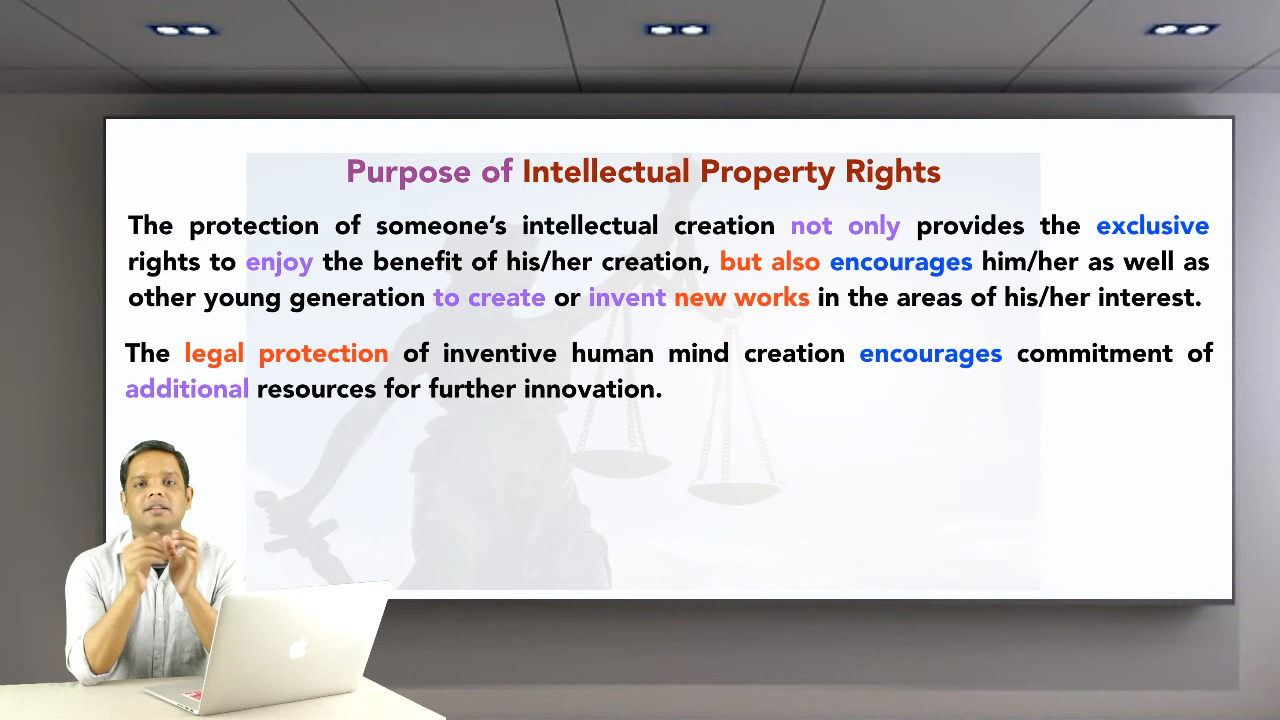 Purpose of Intellectual Property Rights
The protection of someone’s intellectual creation not only provides the exclusive
rights to enjoy the benefit of his/her creation, but also encourages him/her as well as
other young generation to create or invent new works in the areas of his/her interest.
The legal protection of inventive human mind creation encourages commitment of
additional resources for further innovation.